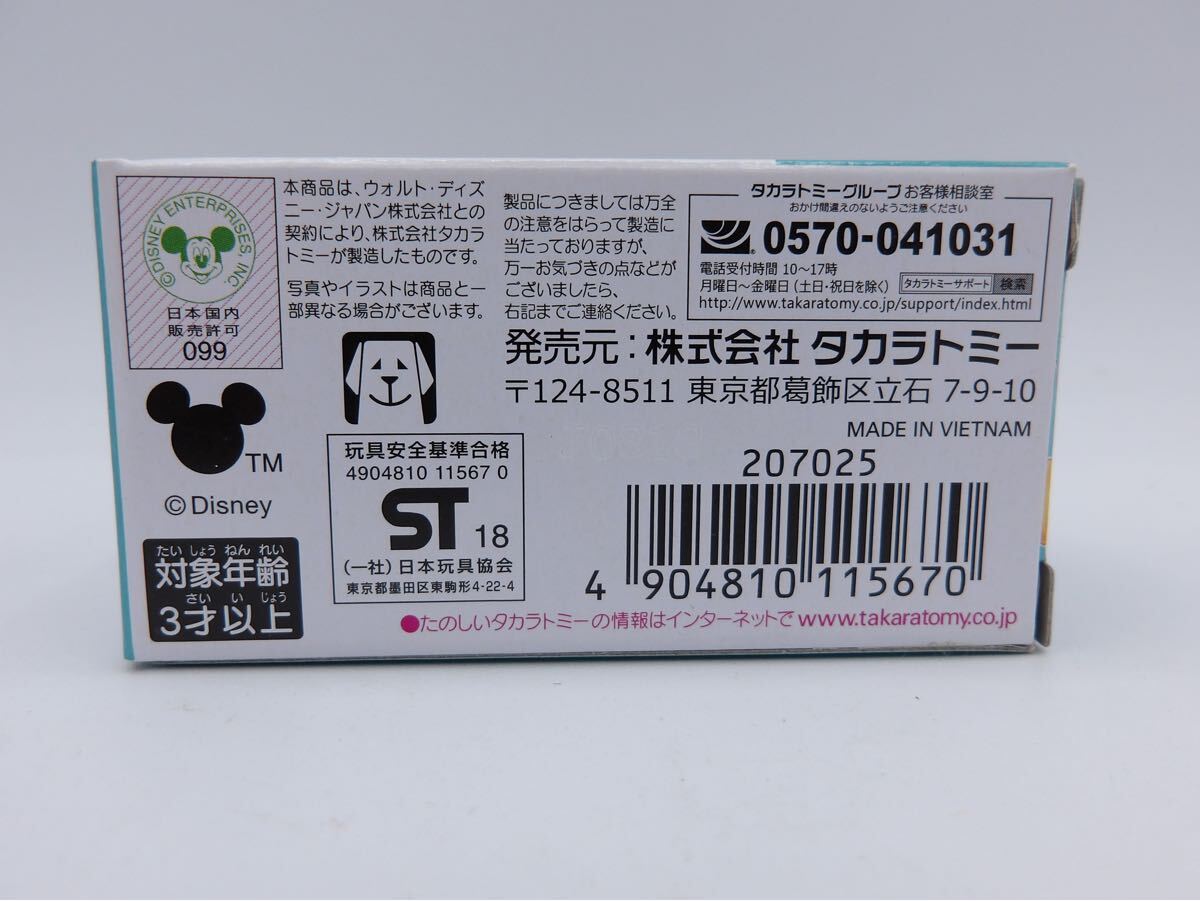 ©DISNEY ENTERPRISES, INC
日本国内
販売許可
099
本商品は、ウォルト・ディズ
ニー・ジャパン株式会社との
契約により、株式会社タカラ
トミーが製造したものです。
写真やイラストは商品と一
部異なる場合がございます。
TM
©Disney
たいしょうねんれい
対象年齢
さいいじょう
3才以上
玩具安全基準合格
4904810 11567 0
ST 18
(一社)日本玩具協会
東京都墨田区東駒形4-22-4
製品につきましては万全
の注意をはらって製造に
当たっておりますが、
万一お気づきの点などが
ございましたら、
右記までご連絡ください。
タカラトミーグループお客様相談室
おかけ間違えのないようご注意ください
0570-041031
電話受付時間 10〜17時
月曜日〜金曜日(土日・祝日を除く)
タカラトミーサポート 検索
http://www.takaratomy.co.jp/support/index.html
発売元:株式会社 タカラトミー
〒124-8511 東京都葛飾区立石 7-9-10
MADE IN VIETNAM
207025
4 904810 115670
●たのしいタカラトミーの情報はインターネットで www.takaratomy.co.jp